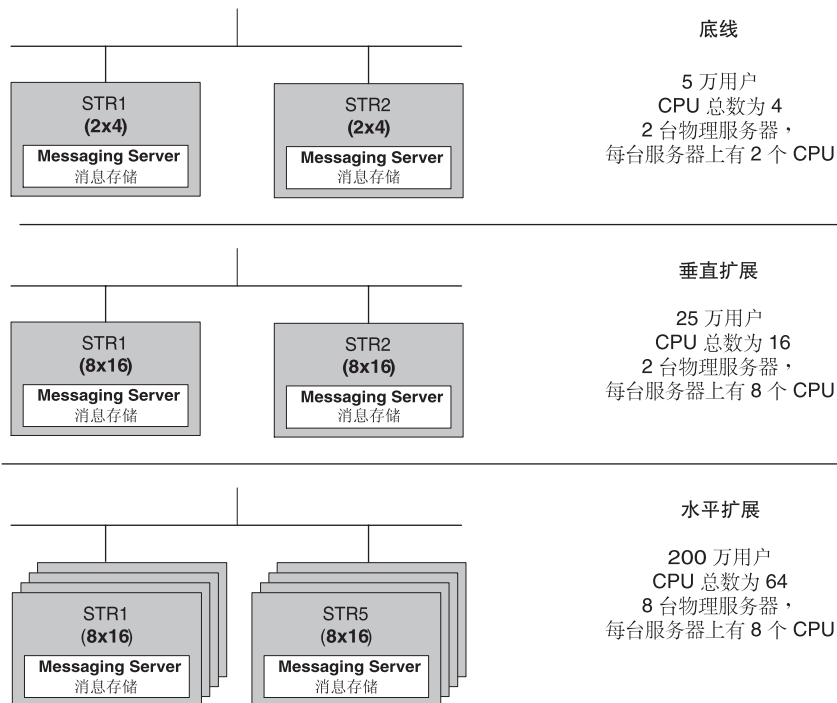 底线
STR1
(2x4)
Messaging Server
消息存储
STR2
(2x4)
Messaging Server
消息存储
5 万用户
CPU 总数为 4
2 台物理服务器，
每台服务器上有 2 个 CPU
垂直扩展
STR1
(8x16)
Messaging Server
消息存储
STR2
(8x16)
Messaging Server
消息存储
25 万用户
CPU 总数为 16
2 台物理服务器，
每台服务器上有 8 个 CPU
水平扩展
STR1
(8x16)
Messaging Server
消息存储
STR5
(8x16)
Messaging Server
消息存储
200 万用户
CPU 总数为 64
8 台物理服务器，
每台服务器上有 8 个 CPU